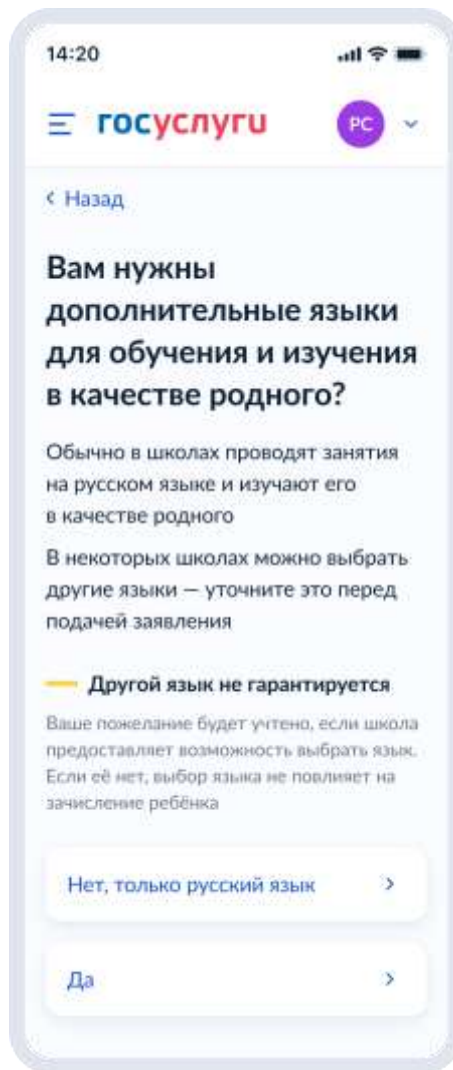 14:20
госуслуги
РС
Назад
Вам нужны
дополнительные языки
для обучения и изучения
в качестве родного?
Обычно в школах проводят занятия
на русском языке и изучают его
в качестве родного
В некоторых школах можно выбрать
другие языки — уточните это перед
подачей заявления
Другой язык не гарантируется
Ваше пожелание будет учтено, если школа
предоставляет возможность выбрать язык.
Если её нет, выбор языка не повлияет на
зачисление ребёнка
Нет, только русский язык
Да